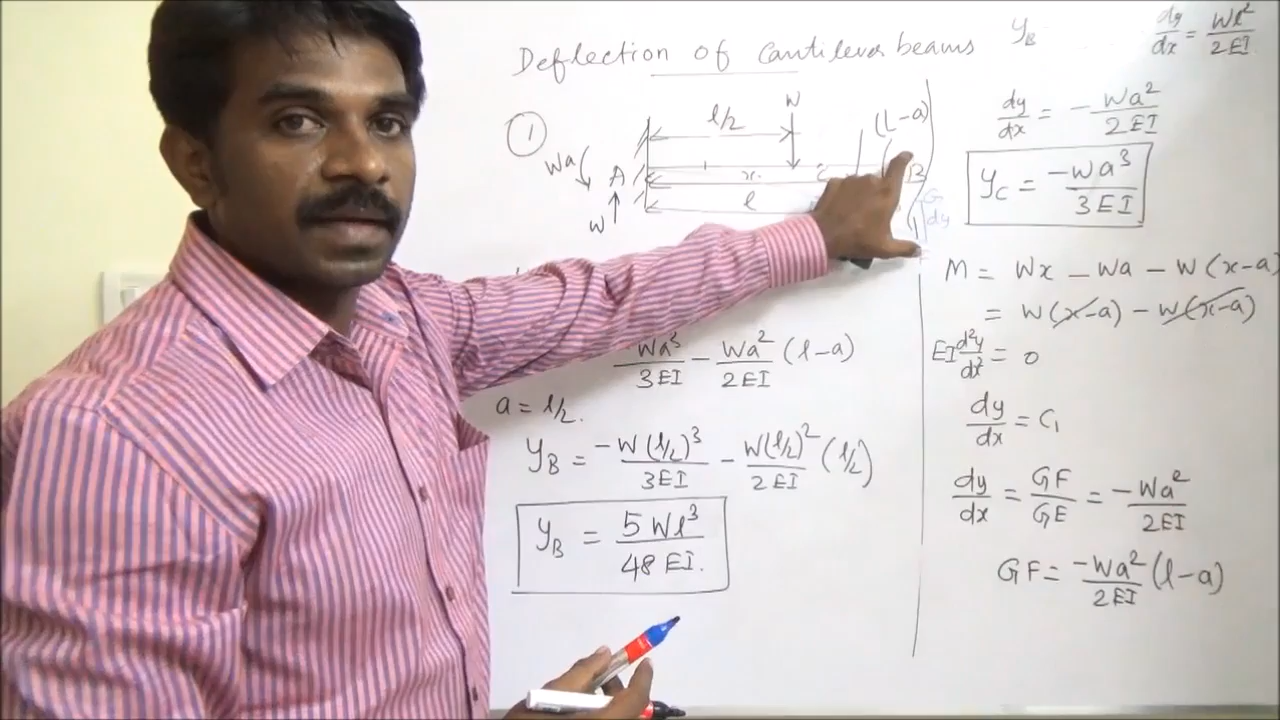 Deflection of Cantilever beams
y_B
dy/dx = Wl²/2EI
①
l/2
W
(l-a)
Wa
A
x
C
B
W
l
G
dy
dy/dx = -Wa²/2EI
y_C = -Wa³/3EI
M = Wx - Wa - W(x-a)
= W(x-a) - W(x-a)
EI d²y/dx² = 0
dy/dx = C₁
dy/dx = GF/GE = -Wa²/2EI
GF = -Wa²/2EI (l-a)
Wa³/3EI - Wa²/2EI (l-a)
a = l/2.
y_B = -W(l/2)³/3EI - W(l/2)²/2EI (l/2)
y_B = 5Wl³/48EI.